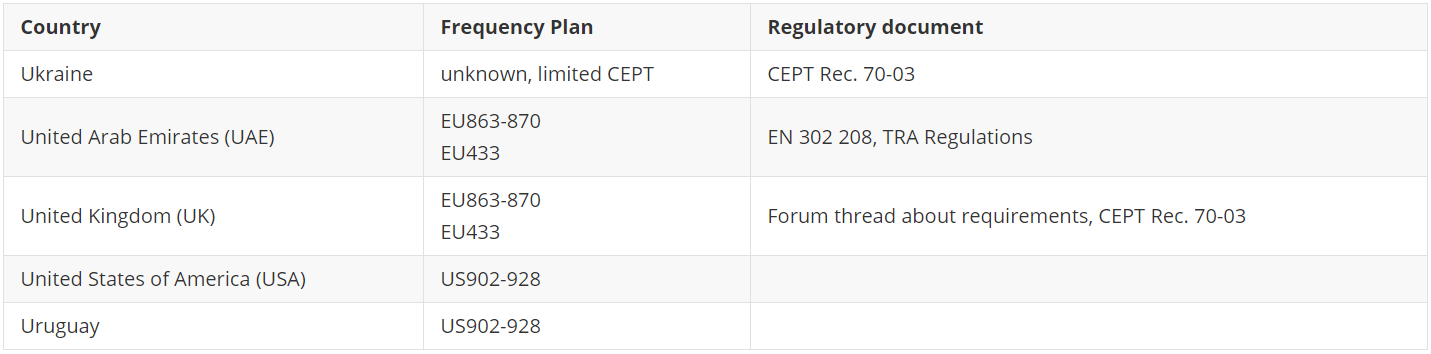 Country Frequency Plan Regulatory document
Ukraine unknown, limited CEPT CEPT Rec. 70-03
United Arab Emirates (UAE) EU863-870 EN 302 208, TRA Regulations
EU433
United Kingdom (UK) EU863-870 Forum thread about requirements, CEPT Rec. 70-03
EU433
United States of America (USA) US902-928
Uruguay US902-928